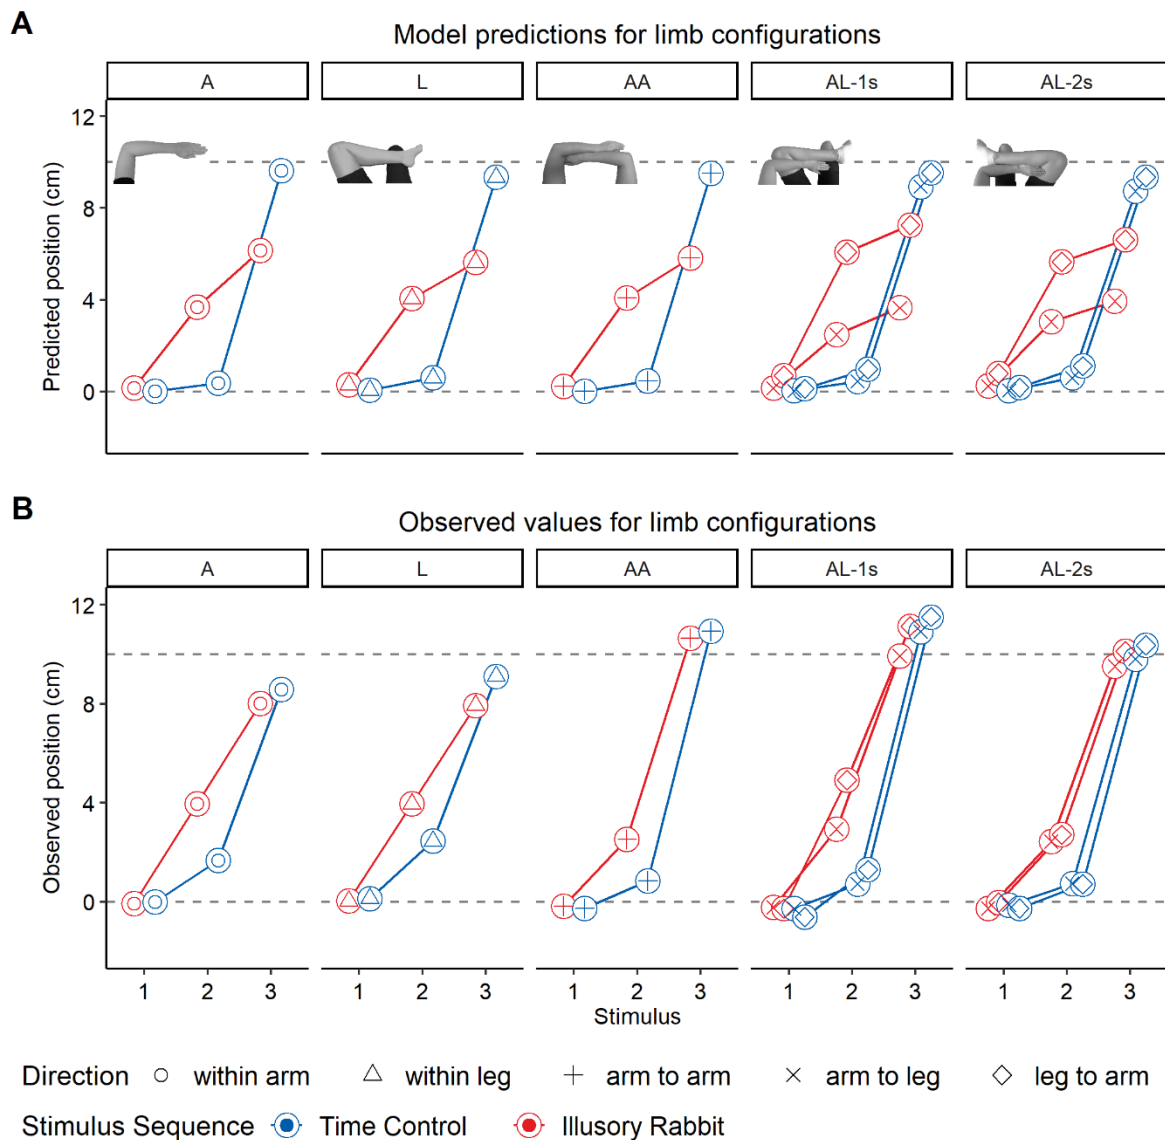 A
Model predictions for limb configurations
A L AA AL-1s AL-2s
Predicted position (cm)
12
8
4
0
B
Observed values for limb configurations
A L AA AL-1s AL-2s
Observed position (cm)
12
8
4
0
1 2 3 1 2 3 1 2 3 1 2 3 1 2 3
Stimulus
Direction within arm within leg arm to arm arm to leg leg to arm
Stimulus Sequence Time Control Illusory Rabbit